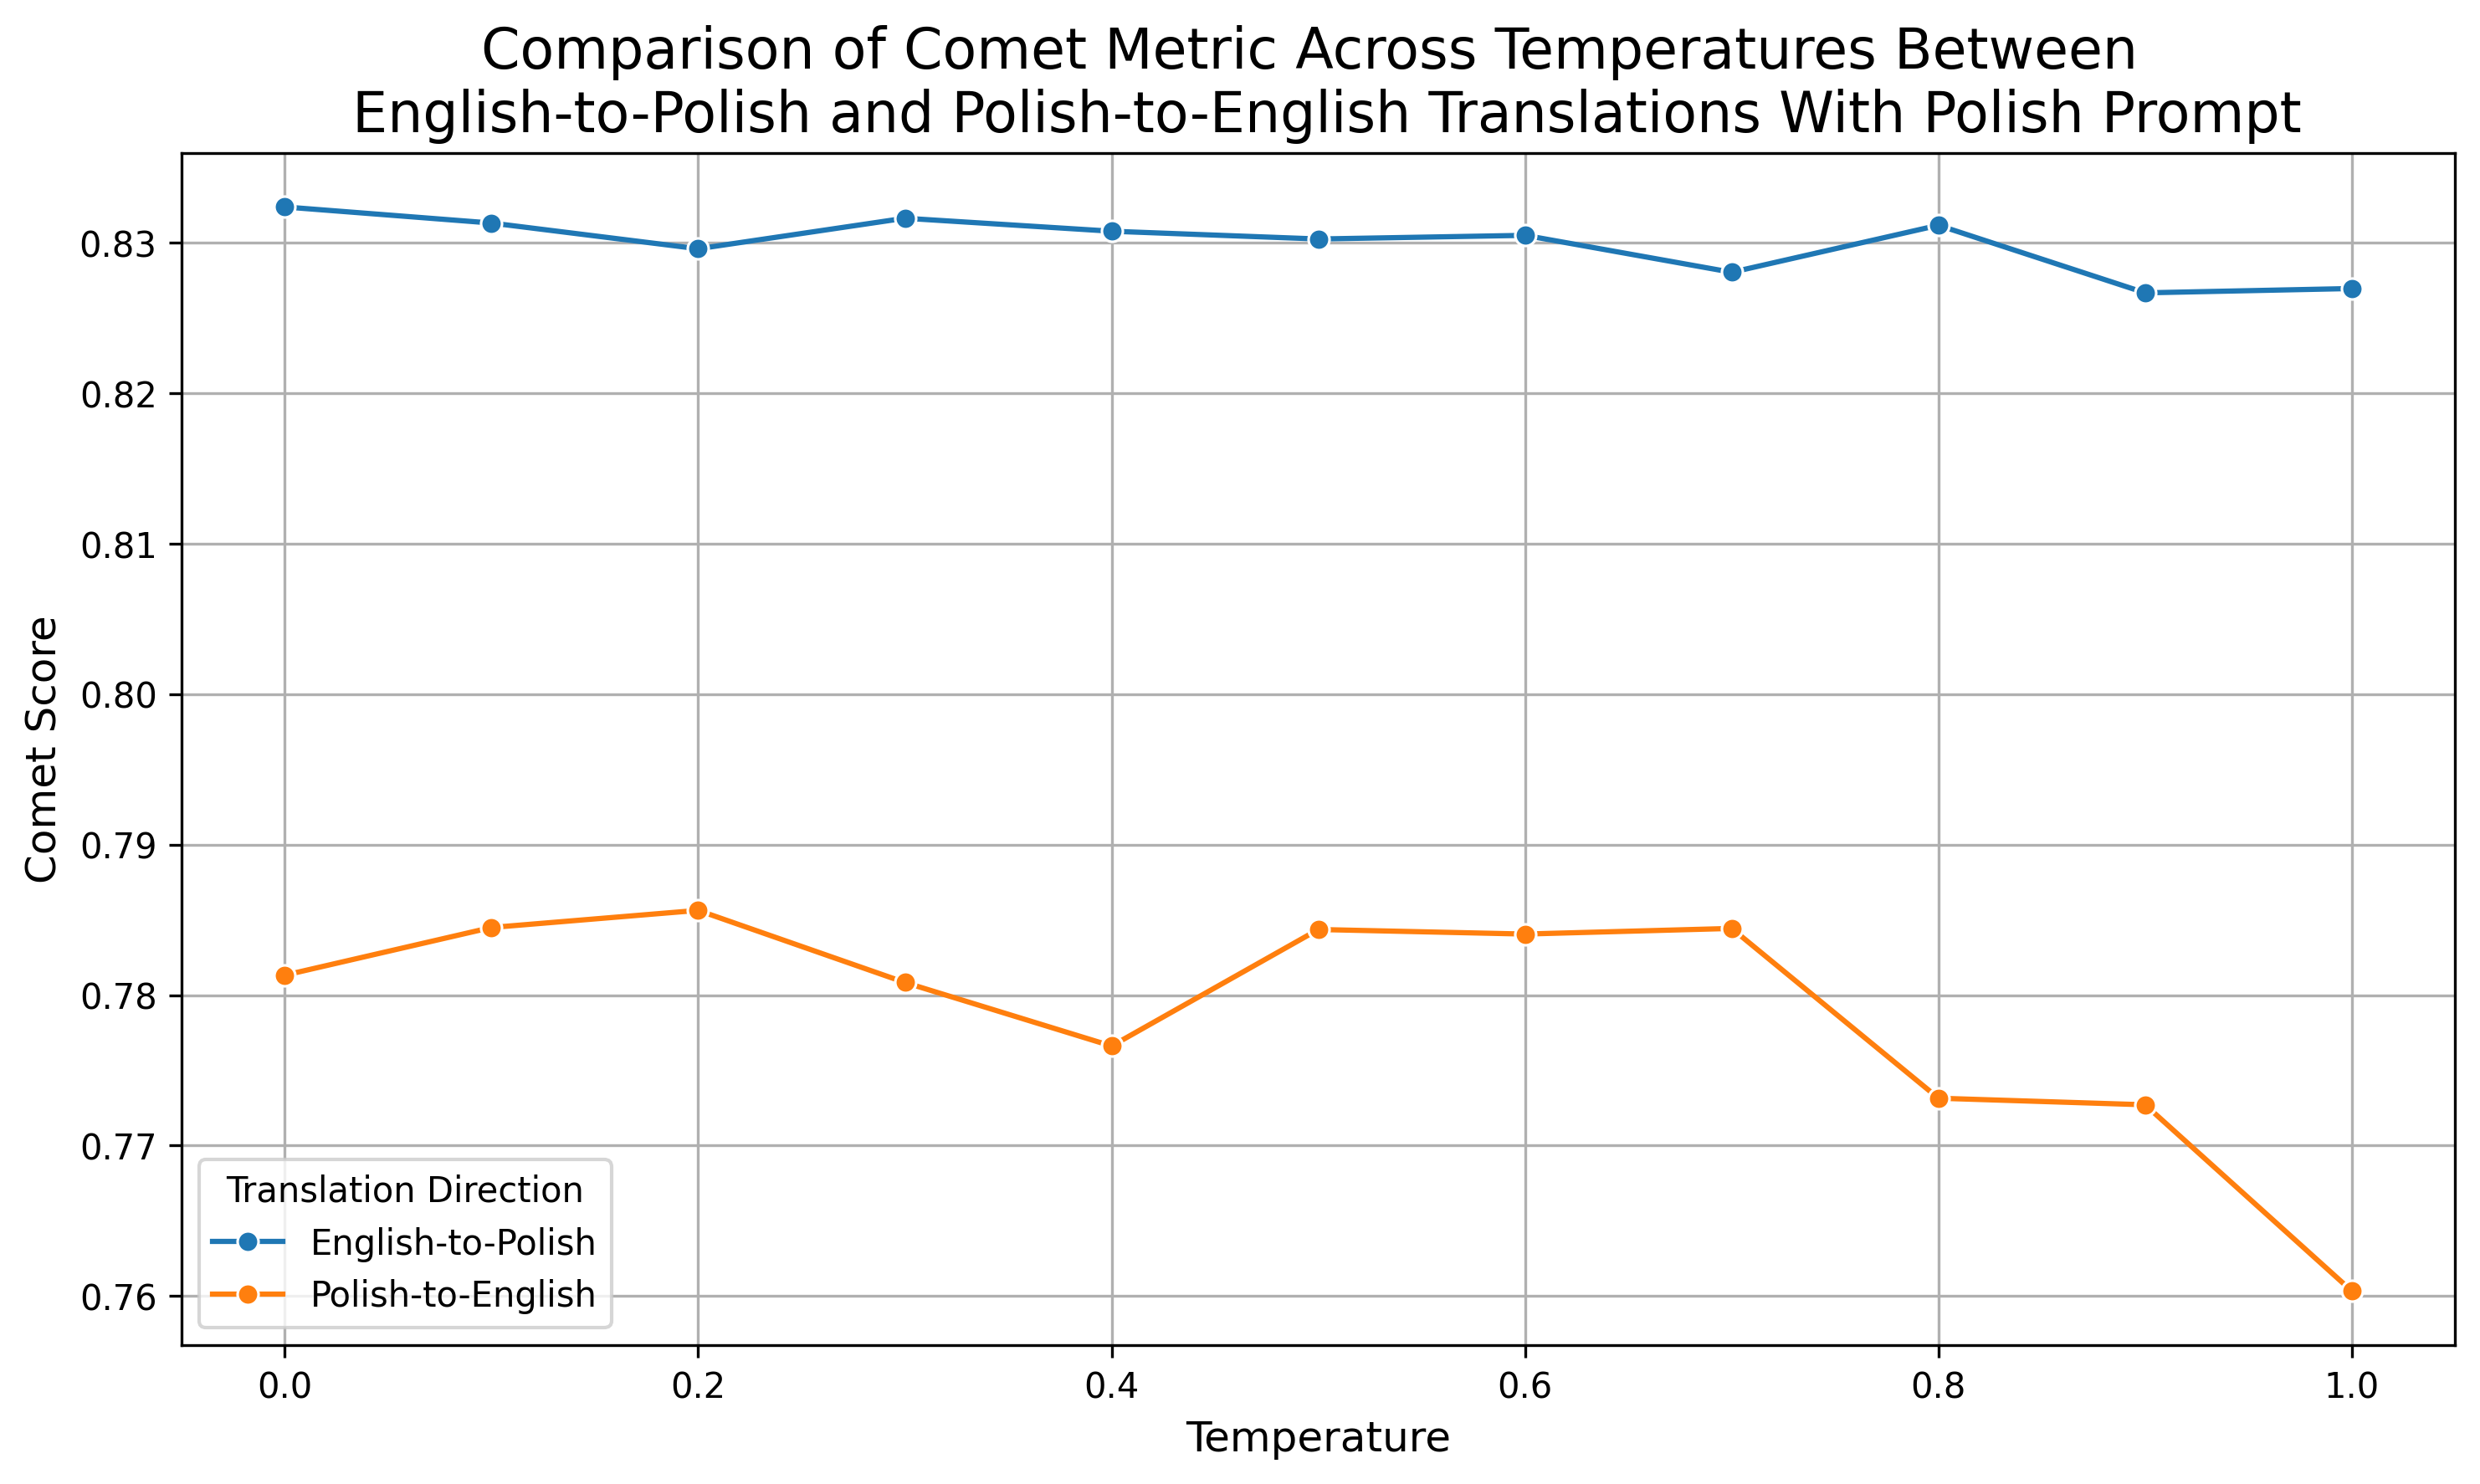 Comparison of Comet Metric Across Temperatures Between
English-to-Polish and Polish-to-English Translations With Polish Prompt
Comet Score
0.83
0.82
0.81
0.80
0.79
0.78
0.77
0.76
Translation Direction
English-to-Polish
Polish-to-English
0.0 0.2 0.4 0.6 0.8 1.0
Temperature